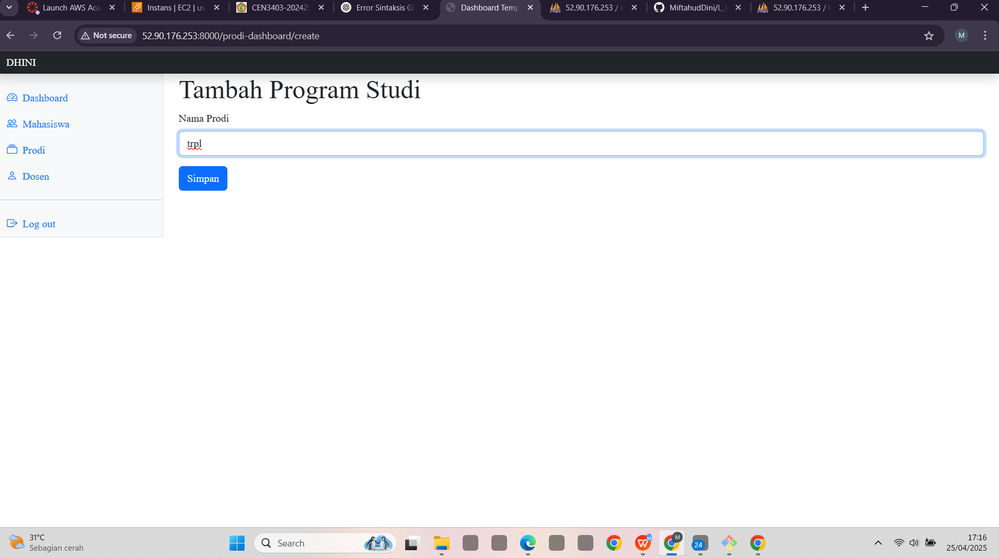 Launch AWS Aca
Instans | EC2 | us
CEN3403-20242:
Error Sintaksis G
Dashboard Temp
52.90.176.253 /
MiftahudDini/L_
52.90.176.253 /
Not secure
52.90.176.253:8000/prodi-dashboard/create
M
DHINI
Dashboard
Mahasiswa
Prodi
Dosen
Log out
Tambah Program Studi
Nama Prodi
trpl
Simpan
31°C
Sebagian cerah
Search
M
24
17:16
25/04/2025